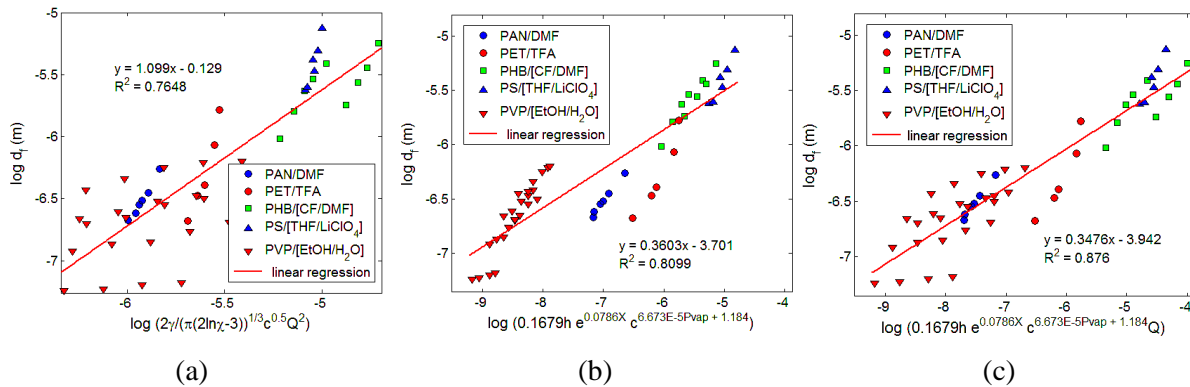 -5
-5.5
-6
-6.5
-7
log d_f (m)
y = 1.099x - 0.129
R² = 0.7648
PAN/DMF
PET/TFA
PHB/[CF/DMF]
PS/[THF/LiClO₄]
PVP/[EtOH/H₂O]
linear regression
-6 -5.5 -5
log (2γ/(π(2lnχ-3))^{1/3}c^{0.5}Q²)
(a)
-5
-5.5
-6
-6.5
-7
log d_f (m)
PAN/DMF
PET/TFA
PHB/[CF/DMF]
PS/[THF/LiClO₄]
PVP/[EtOH/H₂O]
linear regression
y = 0.3603x - 3.701
R² = 0.8099
-9 -8 -7 -6 -5 -4
log (0.1679h e^{0.0786X} c^{6.673E-5Pvap + 1.184})
(b)
-5
-5.5
-6
-6.5
-7
log d_f (m)
PAN/DMF
PET/TFA
PHB/[CF/DMF]
PS/[THF/LiClO₄]
PVP/[EtOH/H₂O]
linear regression
y = 0.3476x - 3.942
R² = 0.876
-9 -8 -7 -6 -5 -4
log (0.1679h e^{0.0786X} c^{6.673E-5Pvap + 1.184}Q)
(c)